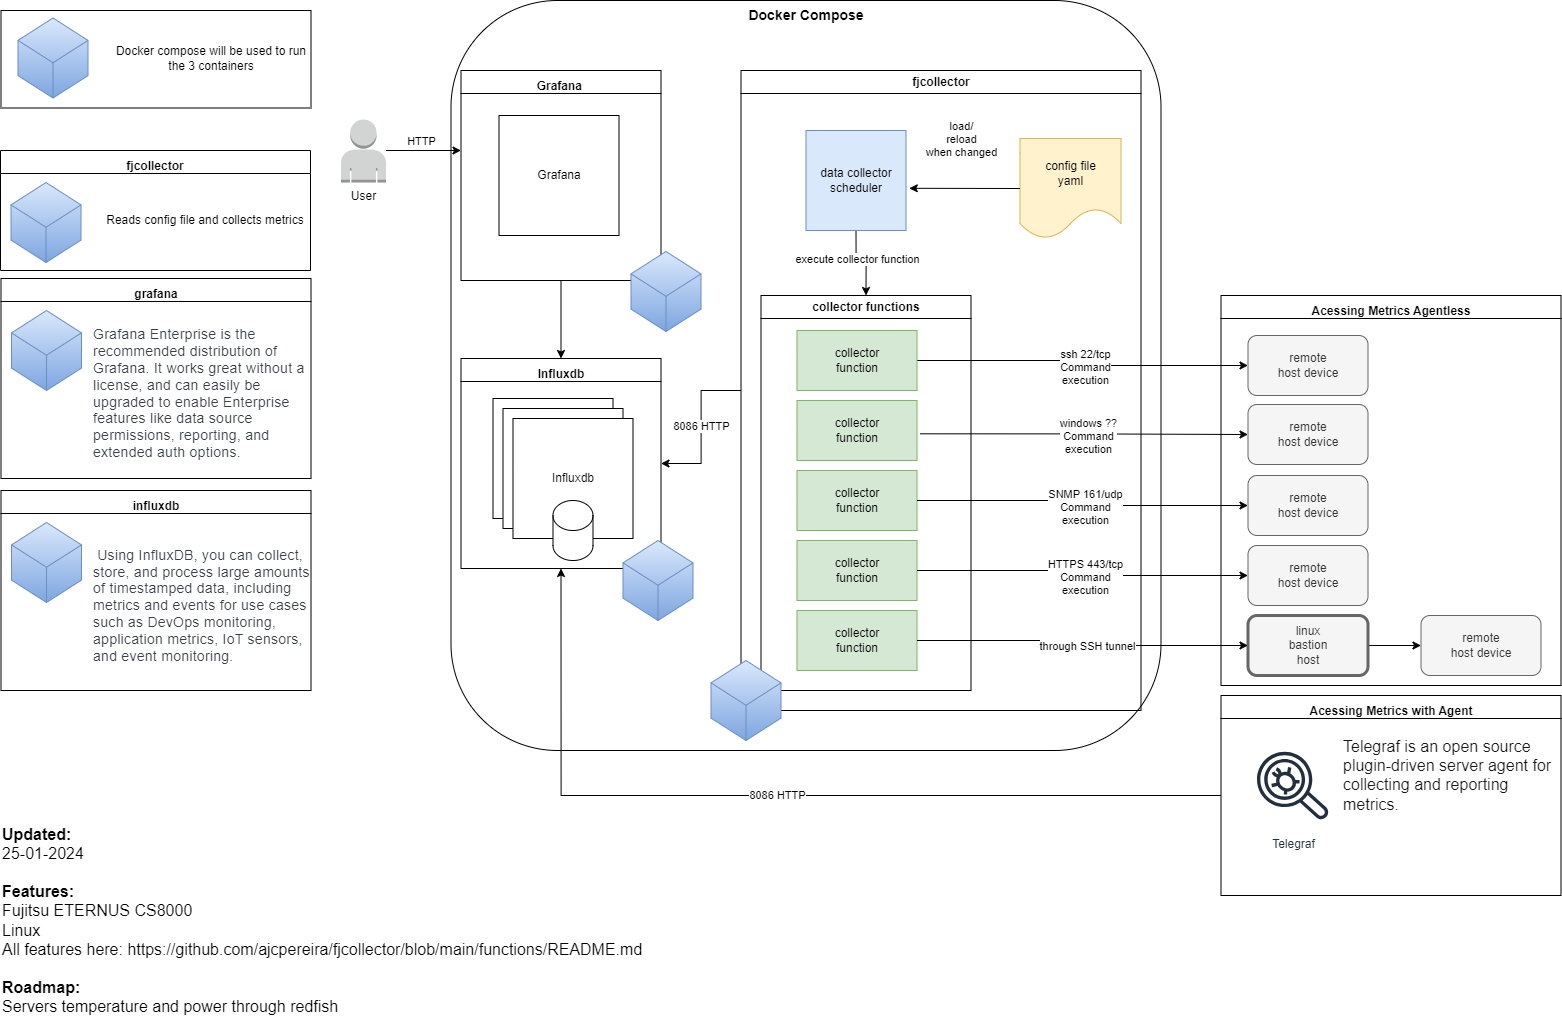 Docker compose will be used to run
the 3 containers
fjcollector
Reads config file and collects metrics
grafana
Grafana Enterprise is the
recommended distribution of
Grafana. It works great without a
license, and can easily be
upgraded to enable Enterprise
features like data source
permissions, reporting, and
extended auth options.
influxdb
Using InfluxDB, you can collect,
store, and process large amounts
of timestamped data, including
metrics and events for use cases
such as DevOps monitoring,
application metrics, IoT sensors,
and event monitoring.
User
HTTP
Docker Compose
Grafana
Grafana
Influxdb
Influxdb
8086 HTTP
fjcollector
data collector
scheduler
load/
reload
when changed
config file
yaml
execute collector function
collector functions
collector
function
collector
function
collector
function
collector
function
collector
function
ssh 22/tcp
Command
execution
windows ??
Command
execution
SNMP 161/udp
Command
execution
HTTPS 443/tcp
Command
execution
through SSH tunnel
Acessing Metrics Agentless
remote
host device
remote
host device
remote
host device
remote
host device
linux
bastion
host
remote
host device
Acessing Metrics with Agent
Telegraf is an open source
plugin-driven server agent for
collecting and reporting
metrics.
Telegraf
8086 HTTP
Updated:
25-01-2024
Features:
Fujitsu ETERNUS CS8000
Linux
All features here: https://github.com/ajcpereira/fjcollector/blob/main/functions/README.md
Roadmap:
Servers temperature and power through redfish